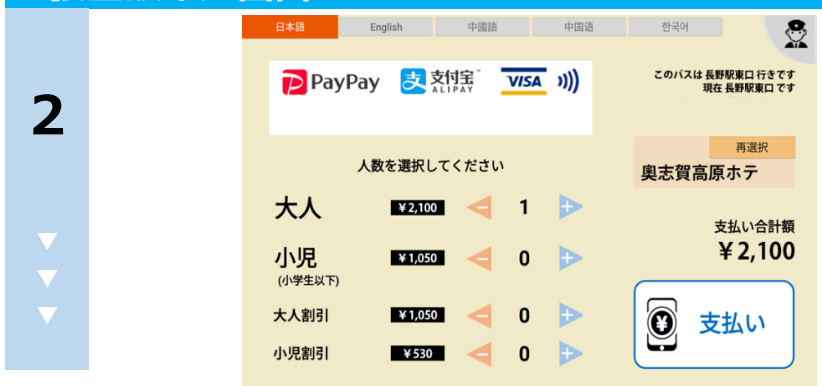 2
日本語 English 中國語 中国语 한국어
PayPay 支付宝 ALIPAY VISA
このバスは 長野駅東口 行きです
現在 長野駅東口 です
再選択
奥志賀高原ホテ
人数を選択してください
大人 ¥2,100 1
小児 ¥1,050 0
(小学生以下)
大人割引 ¥1,050 0
小児割引 ¥530 0
支払い合計額
¥2,100
支払い